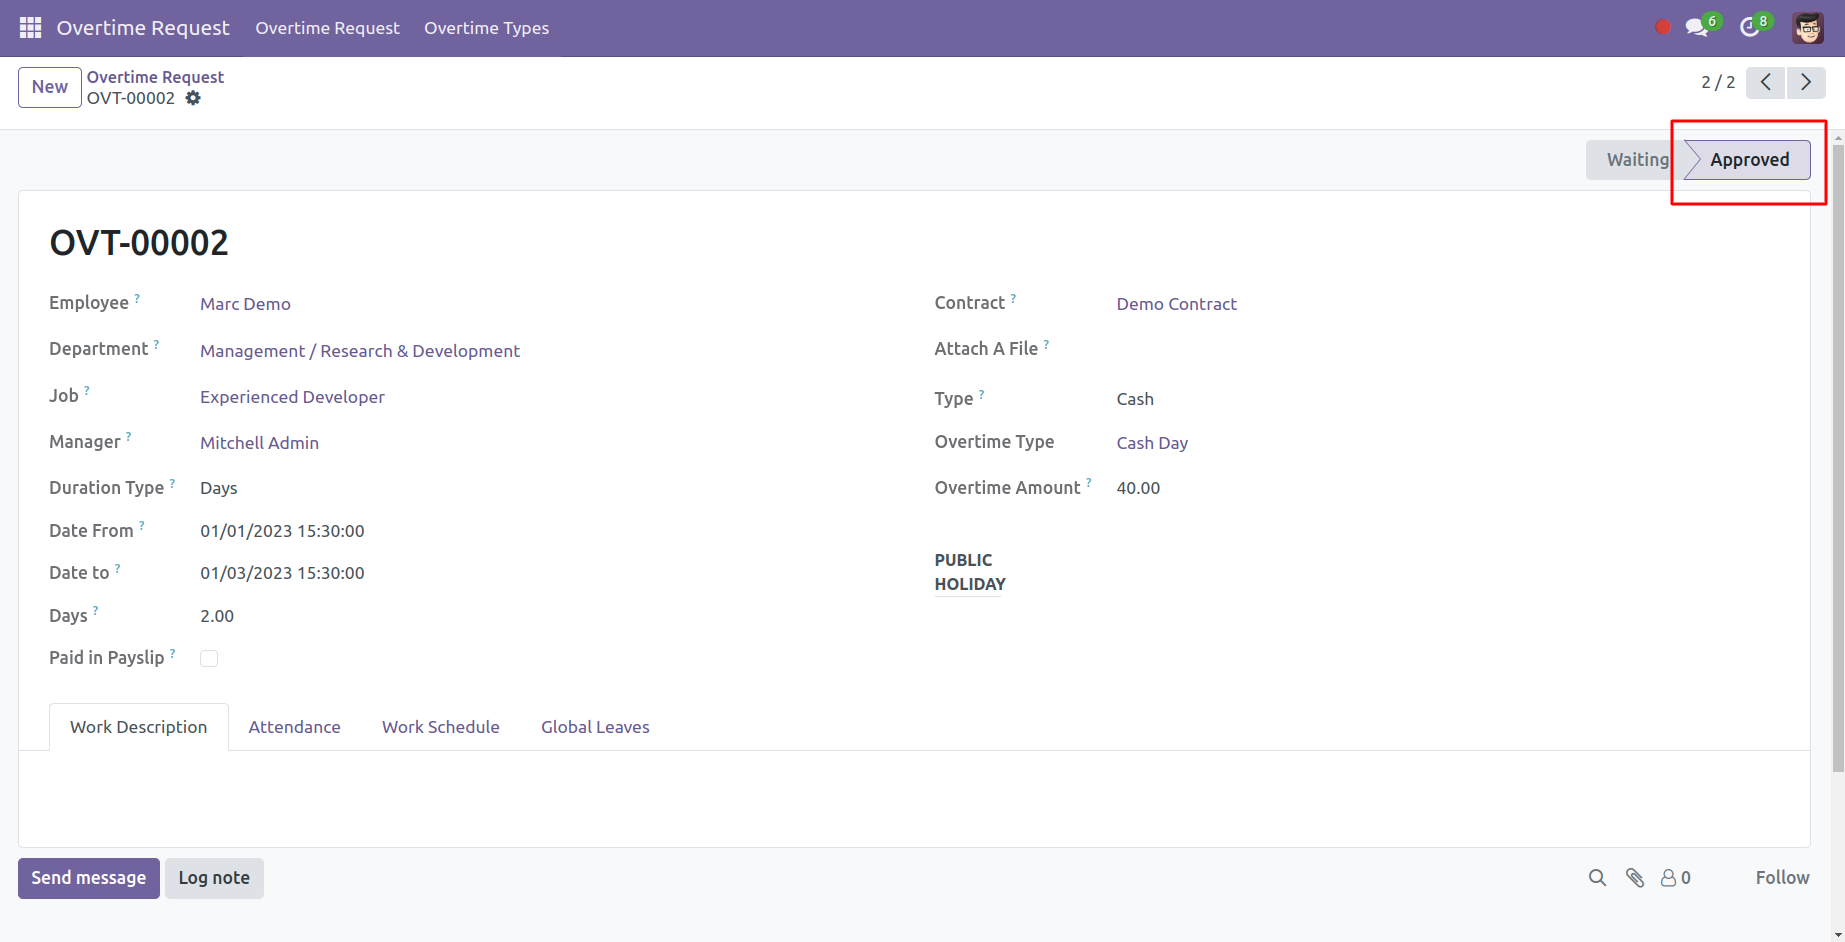 Overtime Request Overtime Request Overtime Types 6 8
New Overtime Request
OVT-00002
2 / 2
Waiting Approved
OVT-00002
Employee ? Marc Demo
Department ? Management / Research & Development
Job ? Experienced Developer
Manager ? Mitchell Admin
Duration Type ? Days
Date From ? 01/01/2023 15:30:00
Date to ? 01/03/2023 15:30:00
Days ? 2.00
Paid in Payslip ?
Contract ? Demo Contract
Attach A File ?
Type ? Cash
Overtime Type Cash Day
Overtime Amount ? 40.00
PUBLIC
HOLIDAY
Work Description Attendance Work Schedule Global Leaves
Send message Log note 0 Follow